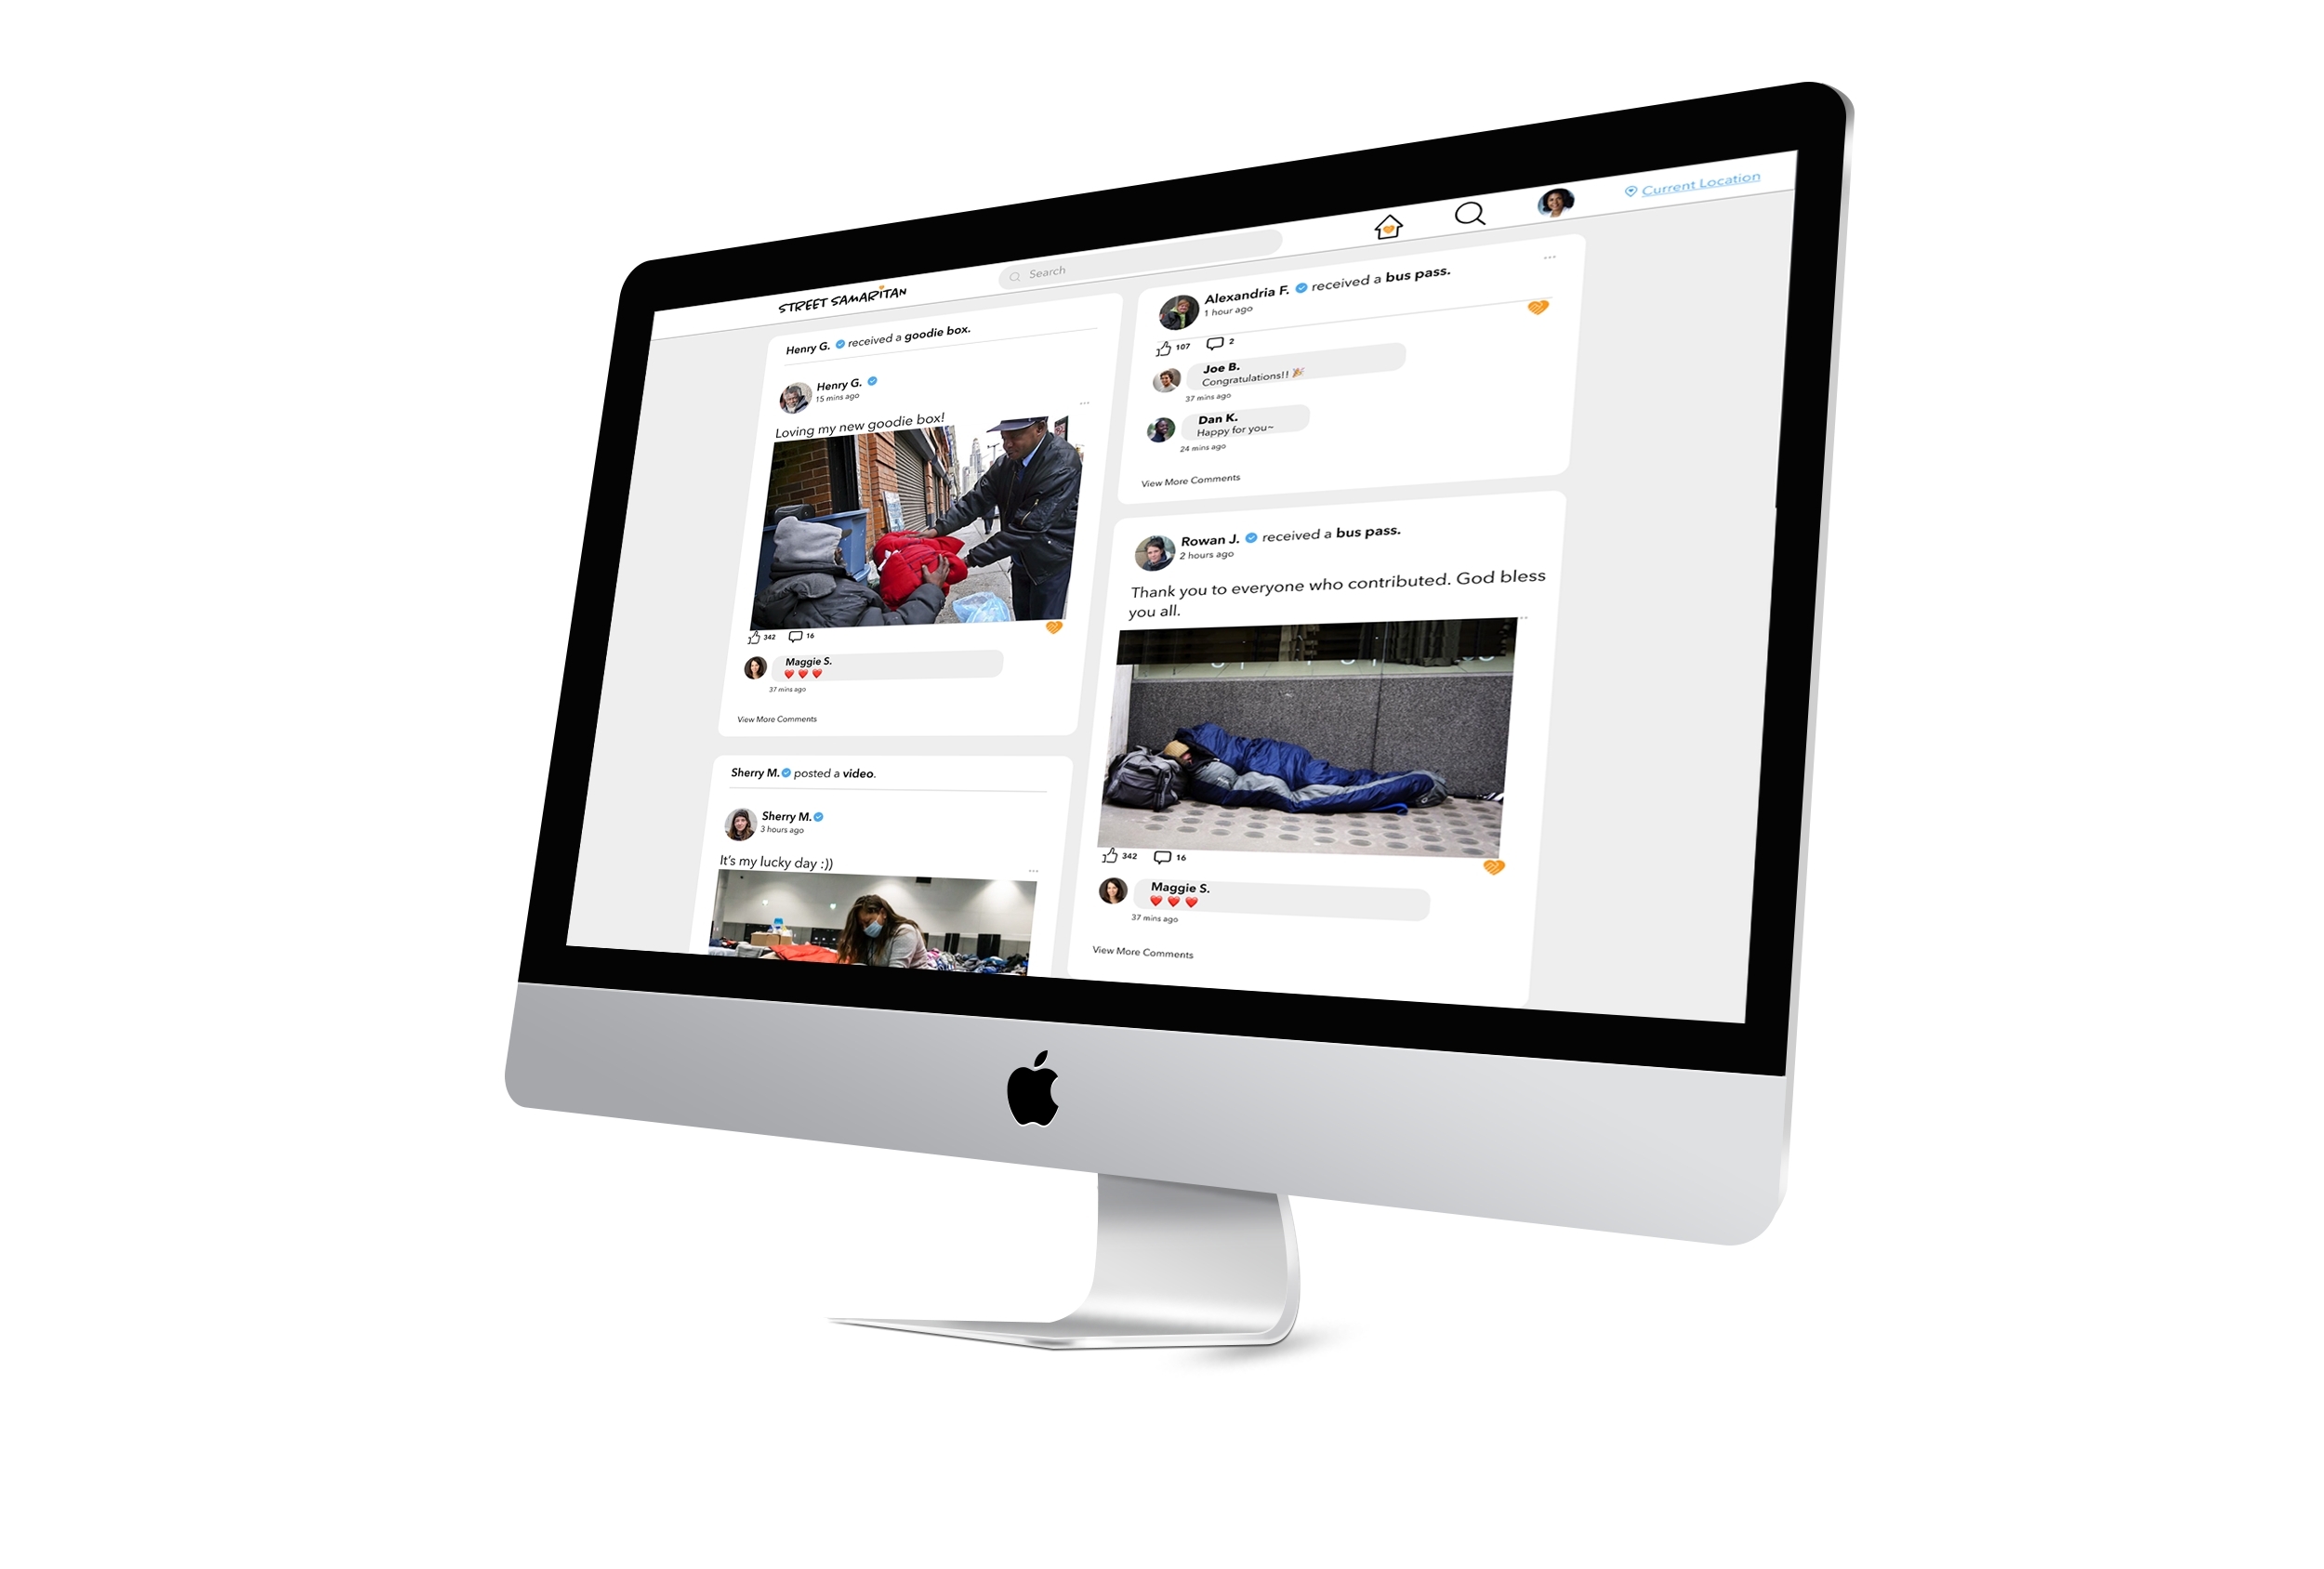 STREET SAMARITAN
Search
Current Location
Henry G. received a goodie box.
Henry G.
15 mins ago
Loving my new goodie box!
342 16
Maggie S.
37 mins ago
View More Comments
Sherry M. posted a video.
Sherry M.
3 hours ago
It's my lucky day :))
Alexandria F. received a bus pass.
1 hour ago
107 2
Joe B.
Congratulations!!
37 mins ago
Dan K.
Happy for you~
24 mins ago
View More Comments
Rowan J. received a bus pass.
2 hours ago
Thank you to everyone who contributed. God bless
you all.
342 16
Maggie S.
37 mins ago
View More Comments